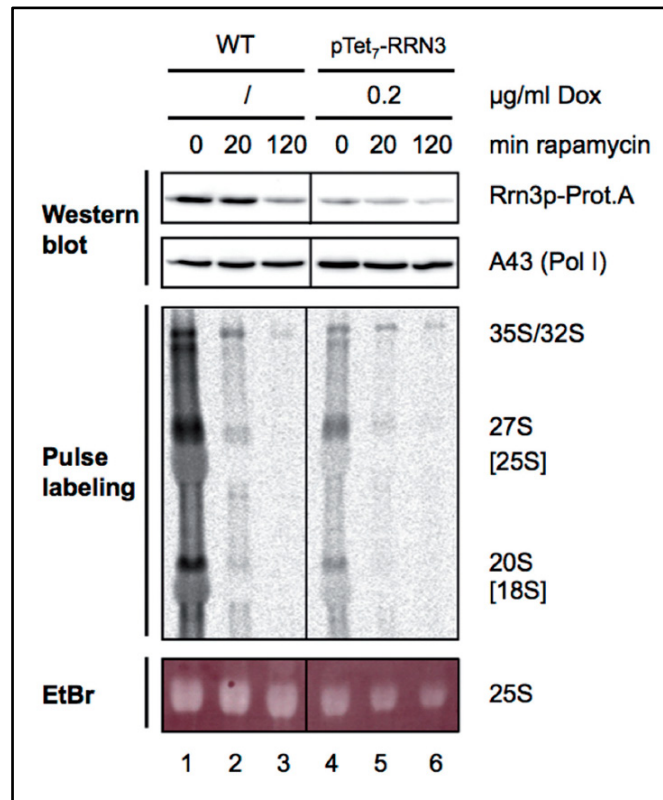 WT pTet₇-RRN3
/ 0.2 µg/ml Dox
0 20 120 0 20 120 min rapamycin
Western blot
Rrn3p-Prot.A
A43 (Pol I)
Pulse labeling
35S/32S
27S
[25S]
20S
[18S]
EtBr
25S
1 2 3 4 5 6